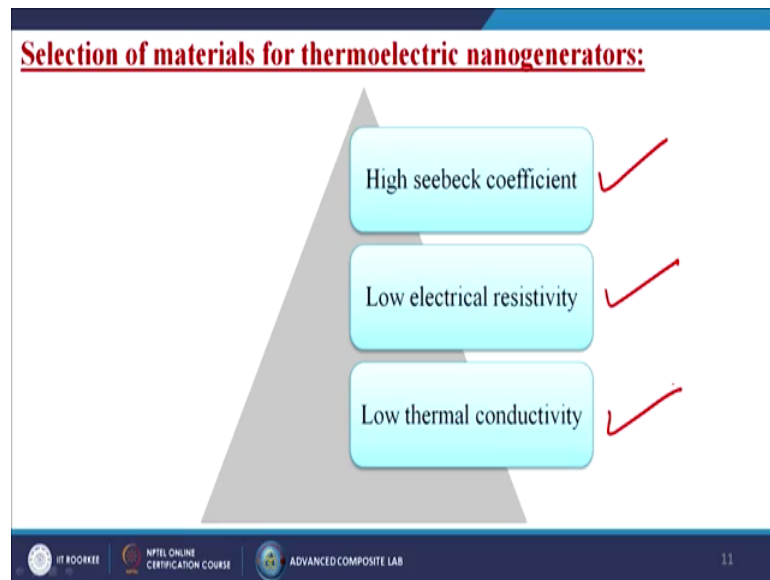 Selection of materials for thermoelectric nanogenerators:
High seebeck coefficient
Low electrical resistivity
Low thermal conductivity
IIT ROORKEE
NPTEL ONLINE
CERTIFICATION COURSE
ADVANCED COMPOSITE LAB
11